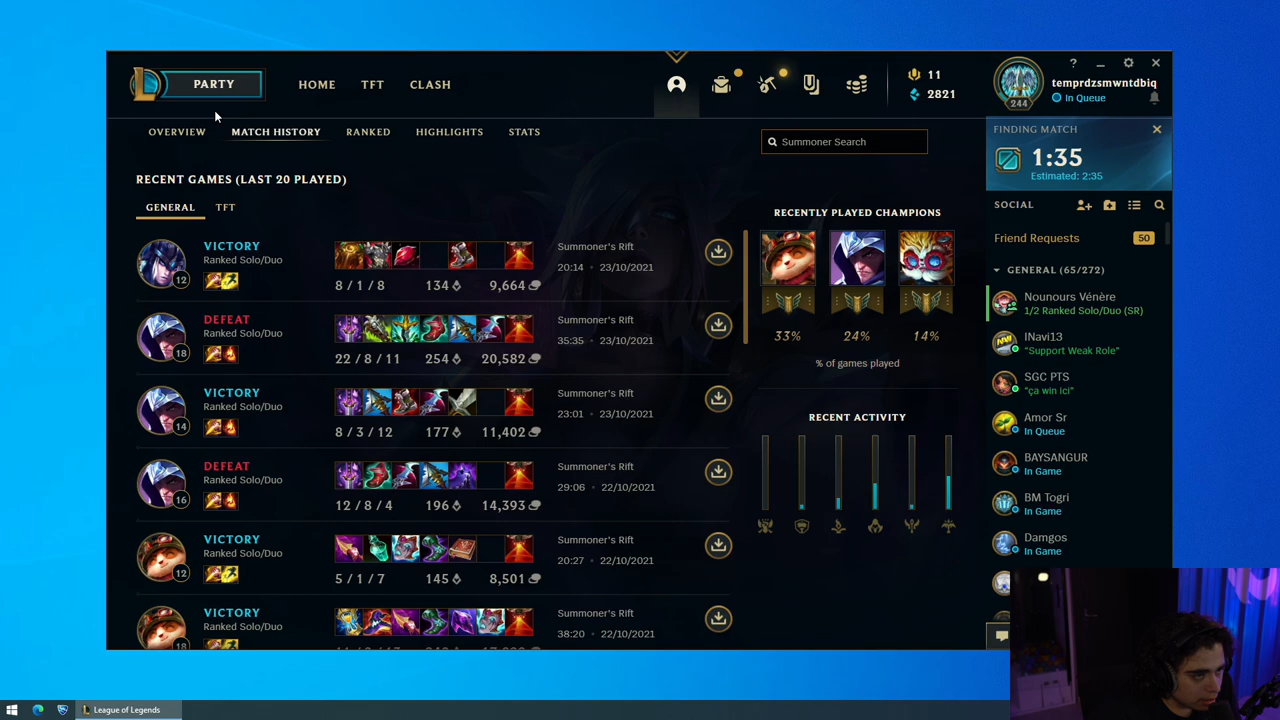 PARTY
HOME
TFT
CLASH
11
2821
244
?
temprdzsmwntdbiq
In Queue
OVERVIEW
MATCH HISTORY
RANKED
HIGHLIGHTS
STATS
Summoner Search
FINDING MATCH
1:35
Estimated: 2:35
SOCIAL
Friend Requests
50
GENERAL (65/272)
Nounours Vénère
1/2 Ranked Solo/Duo (SR)
INavi13
"Support Weak Role"
SGC PTS
"ça win ici"
Amor Sr
In Queue
BAYSANGUR
In Game
BM Togri
In Game
Damgos
In Game
RECENT GAMES (LAST 20 PLAYED)
GENERAL
TFT
12
VICTORY
Ranked Solo/Duo
8 / 1 / 8
134
9,664
Summoner's Rift
20:14 • 23/10/2021
18
DEFEAT
Ranked Solo/Duo
22 / 8 / 11
254
20,582
Summoner's Rift
35:35 • 23/10/2021
14
VICTORY
Ranked Solo/Duo
8 / 3 / 12
177
11,402
Summoner's Rift
23:01 • 23/10/2021
16
DEFEAT
Ranked Solo/Duo
12 / 8 / 4
196
14,393
Summoner's Rift
29:06 • 22/10/2021
12
VICTORY
Ranked Solo/Duo
5 / 1 / 7
145
8,501
Summoner's Rift
20:27 • 22/10/2021
18
VICTORY
Ranked Solo/Duo
Summoner's Rift
38:20 • 22/10/2021
RECENTLY PLAYED CHAMPIONS
33%
24%
14%
% of games played
RECENT ACTIVITY
League of Legends